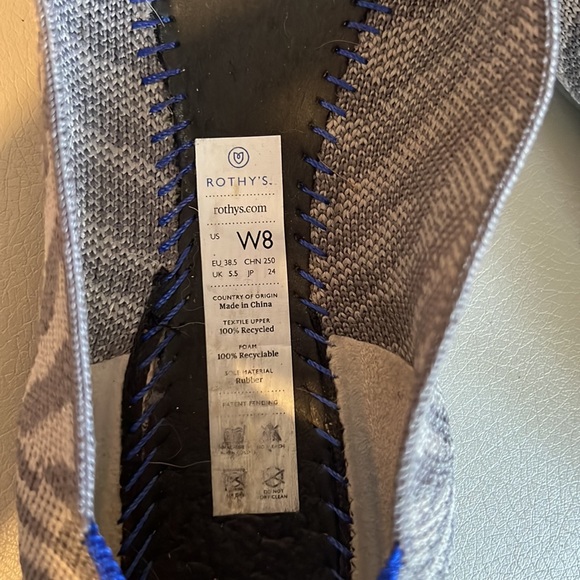 ROTHY'S
rothys.com
US W8
EU 38.5 CHN 250
UK 5.5 JP 24
COUNTRY OF ORIGIN
Made in China
TEXTILE UPPER
100% Recycled
FOAM
100% Recyclable
SOLE MATERIAL
Rubber
PATENT PENDING
DO NOT
DRY CLEAN